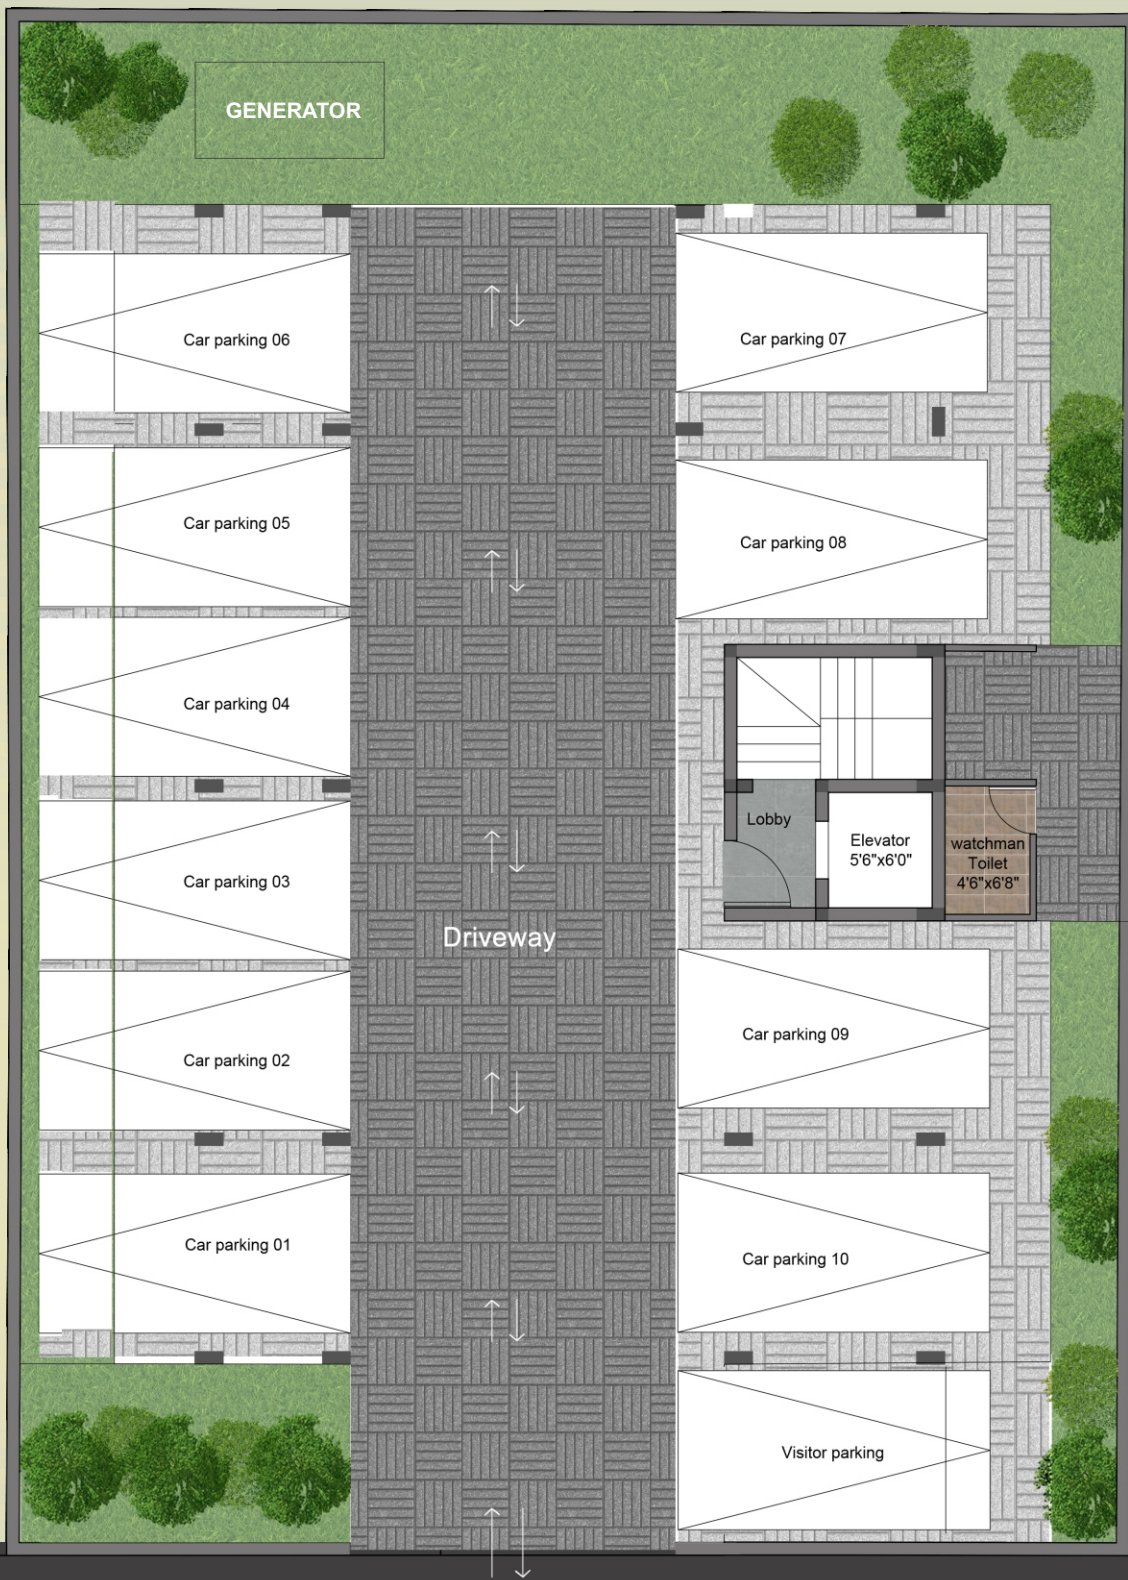 GENERATOR
Car parking 06
Car parking 07
Car parking 05
Car parking 08
Car parking 04
Lobby
Elevator
5'6"x6'0"
watchman
Toilet
4'6"x6'8"
Car parking 03
Driveway
Car parking 02
Car parking 09
Car parking 01
Car parking 10
Visitor parking